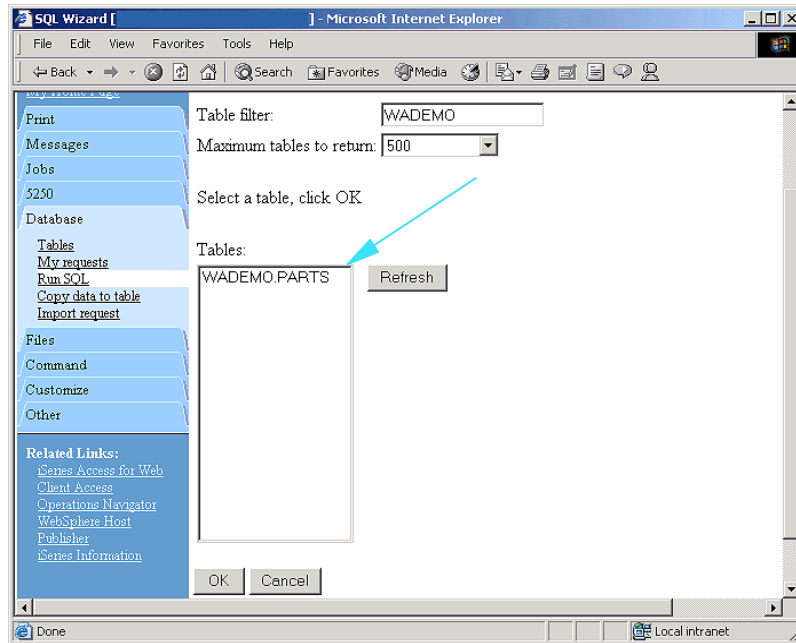 SQL Wizard [ ] - Microsoft Internet Explorer
File Edit View Favorites Tools Help
Back Search Favorites Media
My Home Page
Print
Messages
Jobs
5250
Database
Tables
My requests
Run SQL
Copy data to table
Import request
Files
Command
Customize
Other
Related Links:
iSeries Access for Web
Client Access
Operations Navigator
WebSphere Host
Publisher
iSeries Information
Table filter: WADEMO
Maximum tables to return: 500
Select a table, click OK
Tables:
WADEMO.PARTS
Refresh
OK Cancel
Done Local intranet